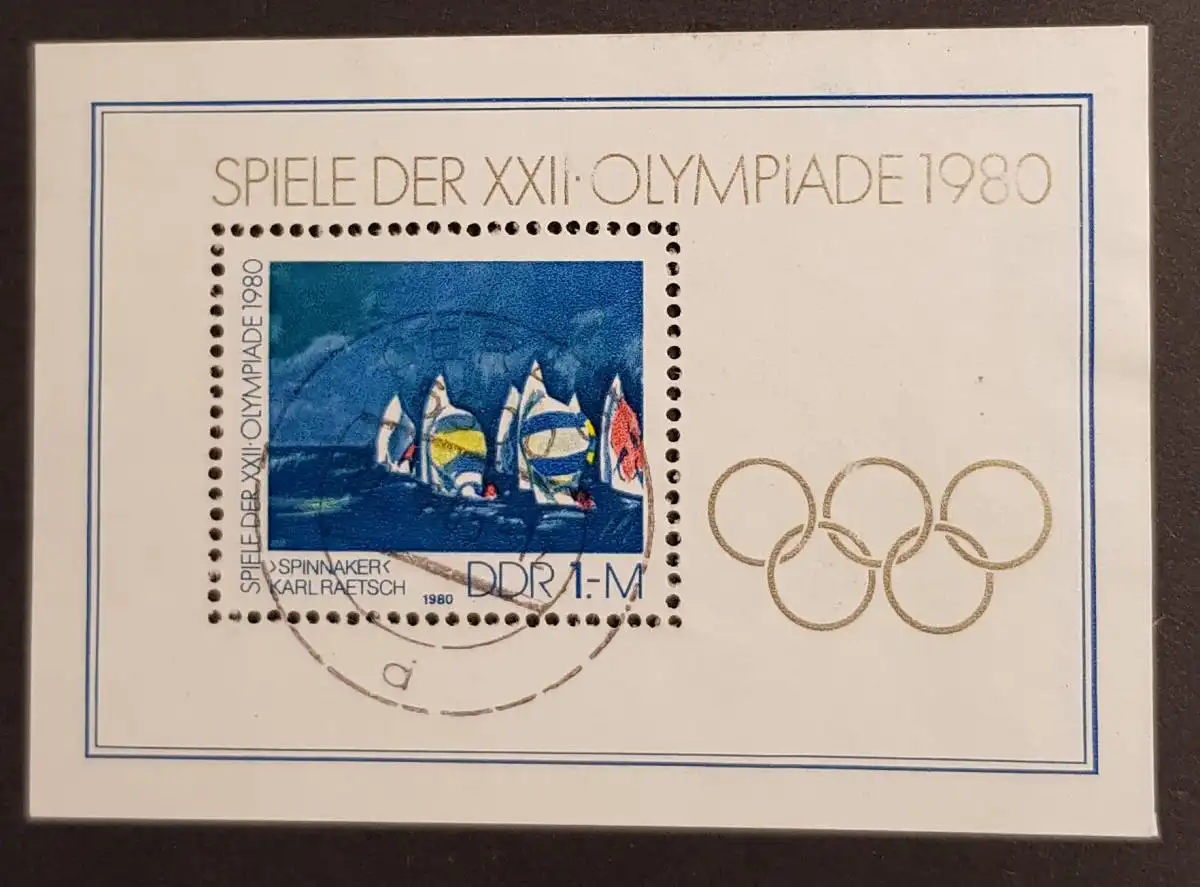 SPIELE DER XXII·OLYMPiADE 1980
SPIELE DER XXII·OLYMPIADE 1980
›SPINNAKER‹
KARL RAETSCH
1980
DDR 1.-M
a